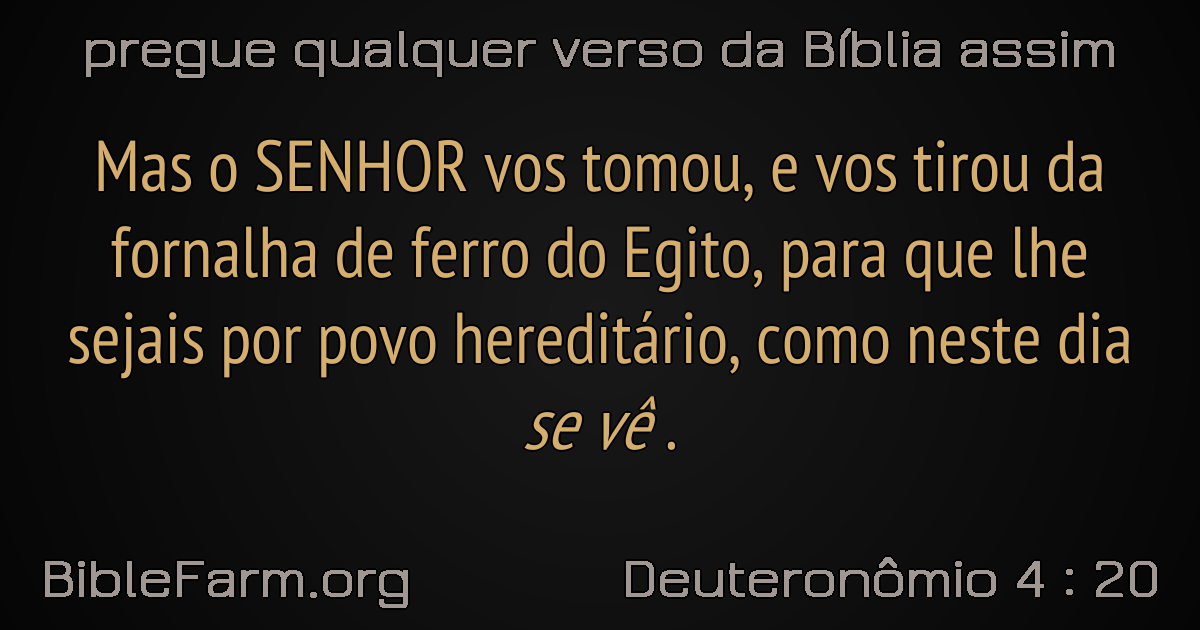 pregue qualquer verso da Bíblia assim
Mas o SENHOR vos tomou, e vos tirou da
fornalha de ferro do Egito, para que lhe
sejais por povo hereditário, como neste dia
se vê .
BibleFarm.org
Deuteronômio 4 : 20